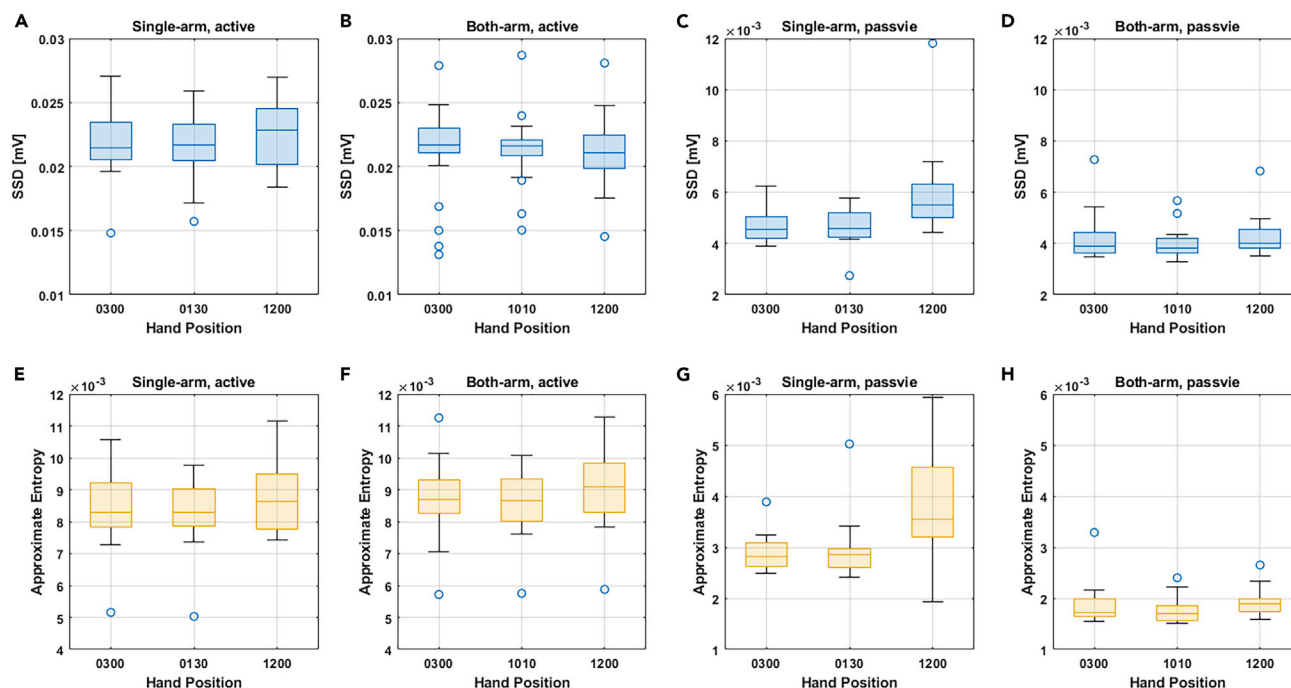 A
Single-arm, active
0.03
0.025
0.02
0.015
0.01
SSD [mV]
0300
0130
1200
Hand Position
B
Both-arm, active
0.03
0.025
0.02
0.015
0.01
SSD [mV]
0300
1010
1200
Hand Position
C
Single-arm, passvie
×10⁻³
12
10
8
6
4
2
SSD [mV]
0300
0130
1200
Hand Position
D
Both-arm, passvie
×10⁻³
12
10
8
6
4
2
SSD [mV]
0300
1010
1200
Hand Position
E
Single-arm, active
×10⁻³
12
11
10
9
8
7
6
5
4
Approximate Entropy
0300
0130
1200
Hand Position
F
Both-arm, active
×10⁻³
12
11
10
9
8
7
6
5
4
Approximate Entropy
0300
1010
1200
Hand Position
G
Single-arm, passvie
×10⁻³
6
5
4
3
2
1
Approximate Entropy
0300
0130
1200
Hand Position
H
Both-arm, passvie
×10⁻³
6
5
4
3
2
1
Approximate Entropy
0300
1010
1200
Hand Position